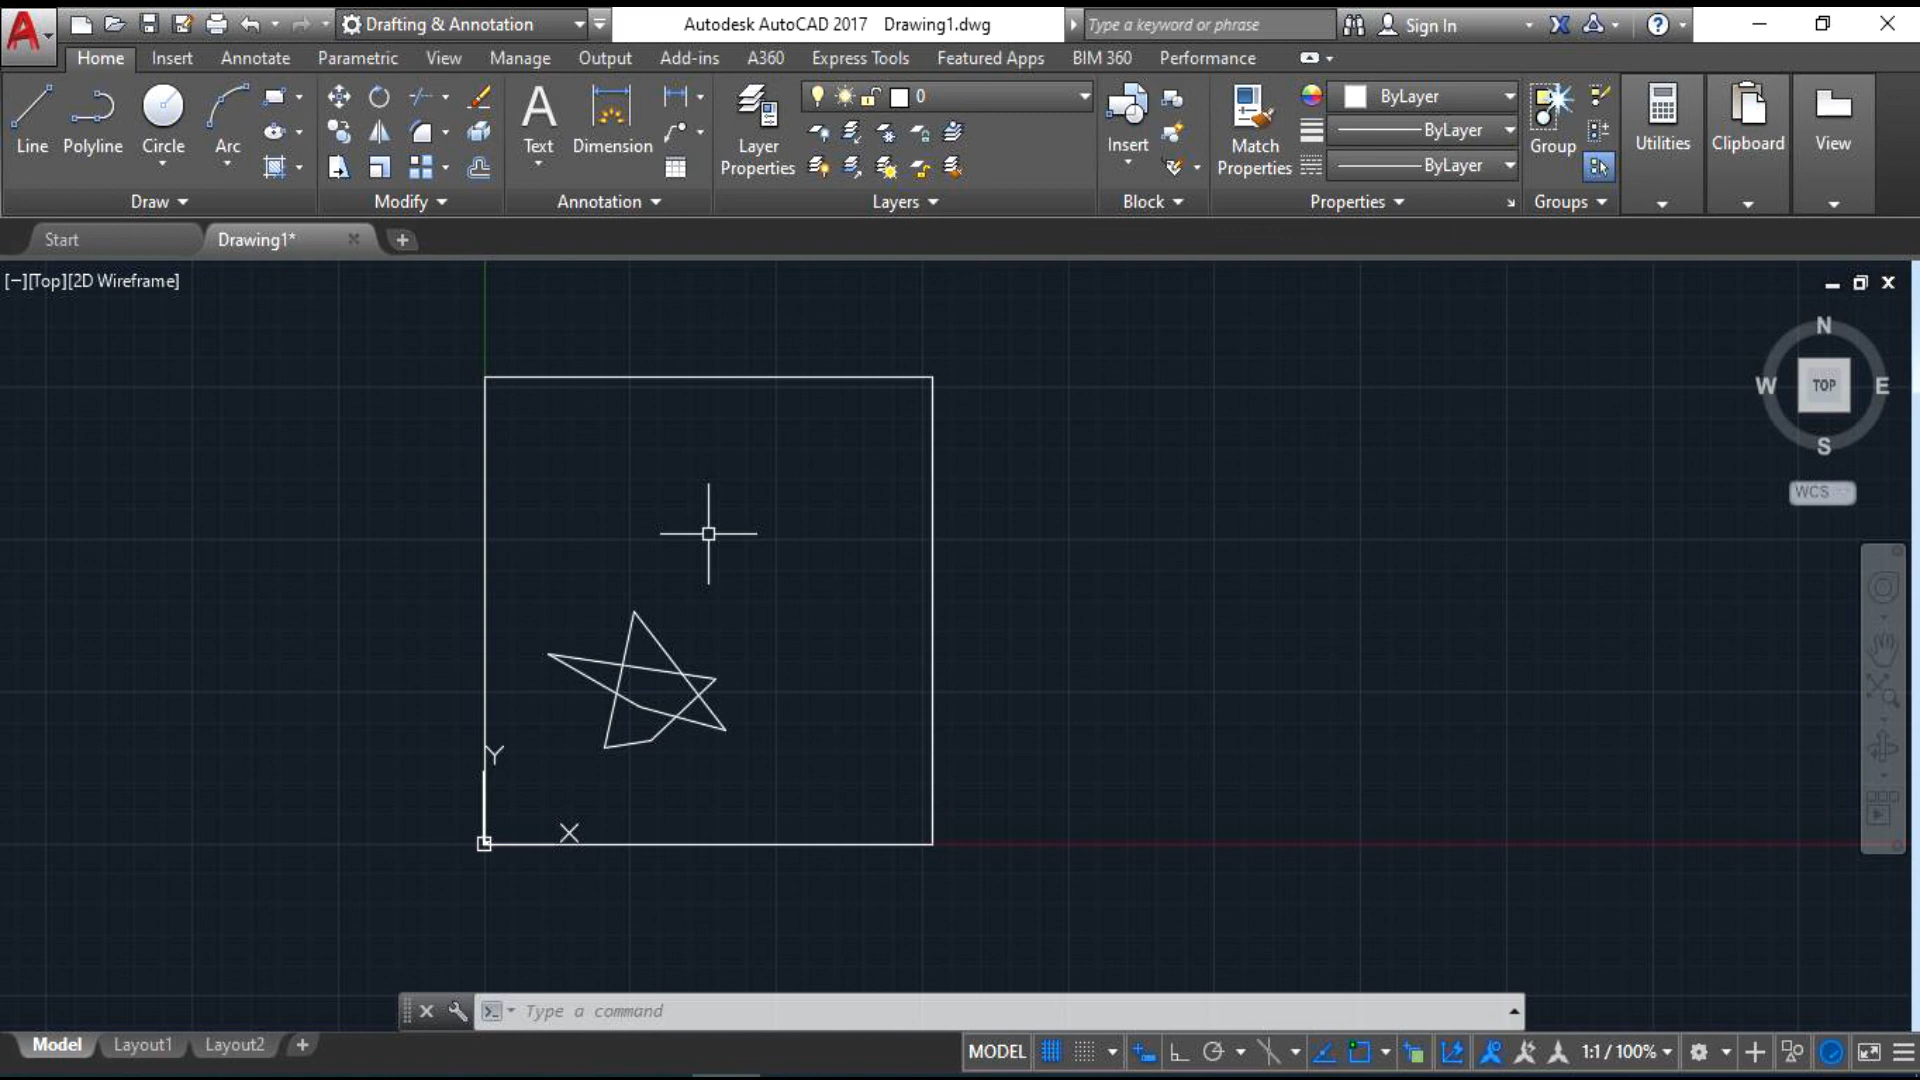 Drafting & Annotation
Autodesk AutoCAD 2017 Drawing1.dwg
Type a keyword or phrase
Sign In
Home Insert Annotate Parametric View Manage Output Add-ins A360 Express Tools Featured Apps BIM 360 Performance
Line Polyline Circle Arc
Text Dimension
Layer Properties
0
Insert
Match Properties
ByLayer
ByLayer
ByLayer
Group
Utilities Clipboard View
Draw Modify Annotation Layers Block Properties Groups
Start Drawing1*
[−][Top][2D Wireframe]
N
W TOP E
S
WCS
Y
X
Type a command
Model Layout1 Layout2
MODEL 1:1 / 100%